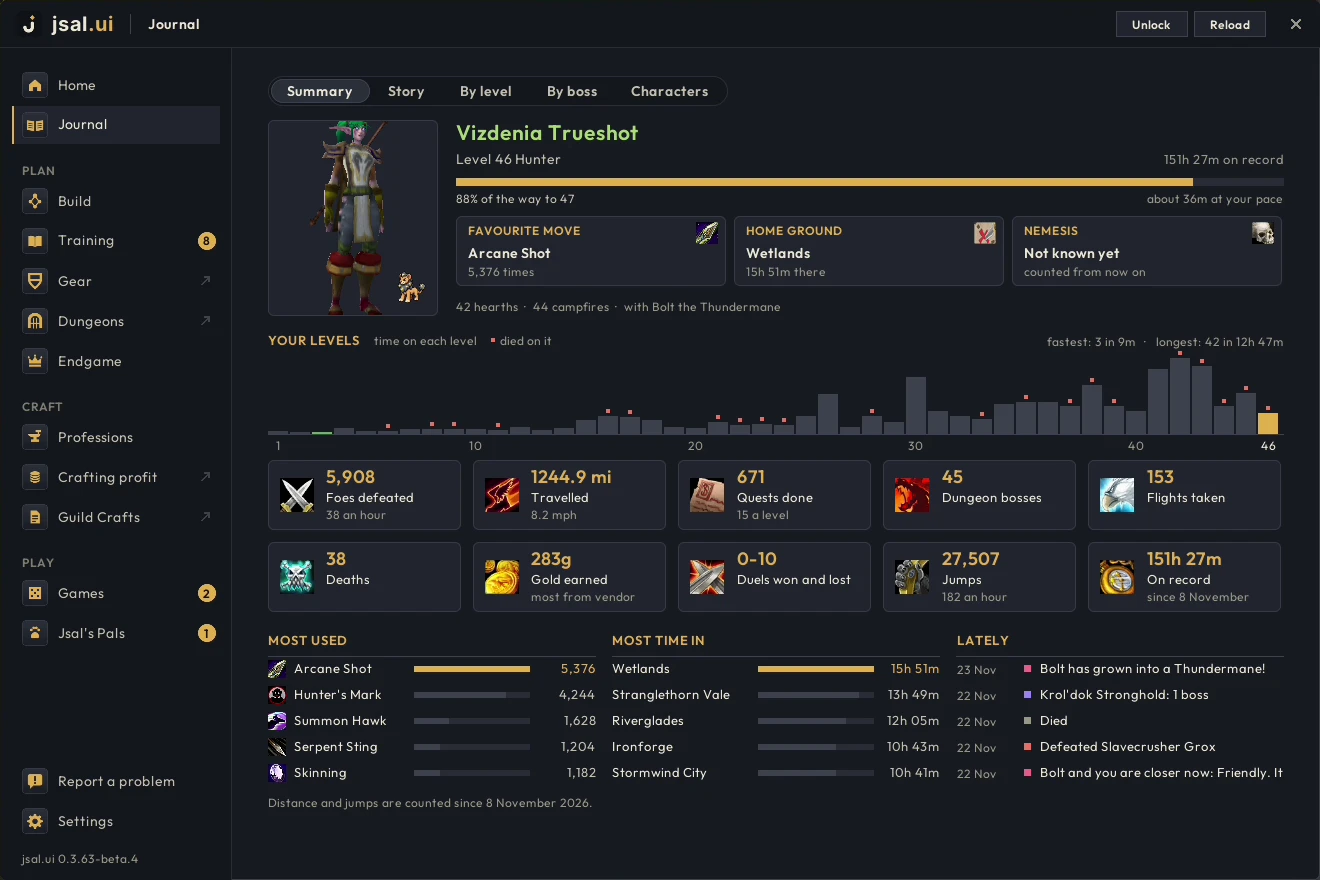 jsal.ui
Journal
Unlock
Reload
Home
Journal
PLAN
Build
Training
8
Gear
Dungeons
Endgame
CRAFT
Professions
Crafting profit
Guild Crafts
PLAY
Games
2
Jsal's Pals
1
Report a problem
Settings
jsal.ui 0.3.63-beta.4
Summary
Story
By level
By boss
Characters
Vizdenia Trueshot
Level 46 Hunter
151h 27m on record
88% of the way to 47
about 36m at your pace
FAVOURITE MOVE
Arcane Shot
5,376 times
HOME GROUND
Wetlands
15h 51m there
NEMESIS
Not known yet
counted from now on
42 hearths · 44 campfires · with Bolt the Thundermane
YOUR LEVELS time on each level died on it
fastest: 3 in 9m · longest: 42 in 12h 47m
1 10 20 30 40 46
5,908
Foes defeated
38 an hour
1244.9 mi
Travelled
8.2 mph
671
Quests done
15 a level
45
Dungeon bosses
153
Flights taken
38
Deaths
283g
Gold earned
most from vendor
0-10
Duels won and lost
27,507
Jumps
182 an hour
151h 27m
On record
since 8 November
MOST USED
Arcane Shot 5,376
Hunter's Mark 4,244
Summon Hawk 1,628
Serpent Sting 1,204
Skinning 1,182
MOST TIME IN
Wetlands 15h 51m
Stranglethorn Vale 13h 49m
Riverglades 12h 05m
Ironforge 10h 43m
Stormwind City 10h 41m
LATELY
23 Nov Bolt has grown into a Thundermane!
22 Nov Krol'dok Stronghold: 1 boss
22 Nov Died
22 Nov Defeated Slavecrusher Grox
22 Nov Bolt and you are closer now: Friendly. It
Distance and jumps are counted since 8 November 2026.